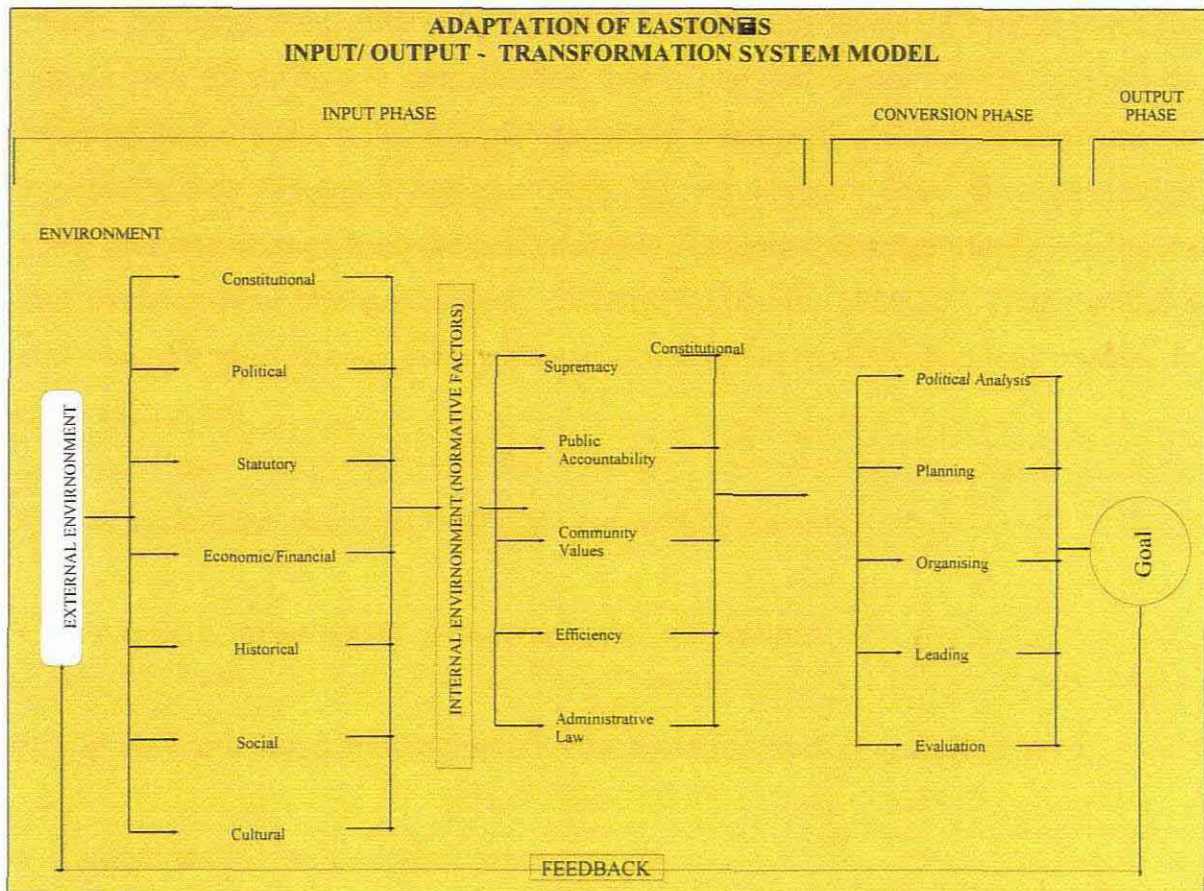 ADAPTATION OF EASTON S
INPUT/ OUTPUT - TRANSFORMATION SYSTEM MODEL
INPUT PHASE
CONVERSION PHASE
OUTPUT
PHASE
ENVIRONMENT
EXTERNAL ENVIRNONMENT
Constitutional
Political
Statutory
Economic/Financial
Historical
Social
Cultural
INTERNAL ENVIRNONMENT (NORMATIVE FACTORS)
Constitutional
Supremacy
Public
Accountability
Community
Values
Efficiency
Administrative
Law
Political Analysis
Planning
Organising
Leading
Evaluation
Goal
FEEDBACK